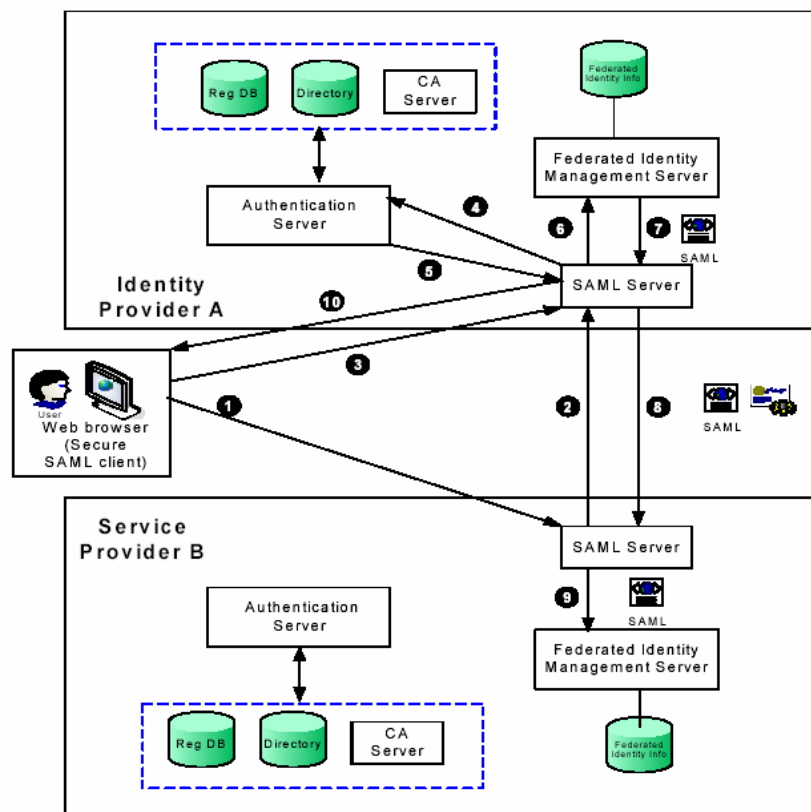 Reg DB
Directory
CA
Server
Federated
Identity Info
Federated Identity
Management Server
Authentication
Server
4
6
7
SAML
5
SAML Server
Identity
Provider A
10
3
User
Web browser
(Secure
SAML client)
1
2
8
SAML
Service
Provider B
SAML Server
9
SAML
Authentication
Server
Federated Identity
Management Server
Reg DB
Directory
CA
Server
Federated
Identity Info